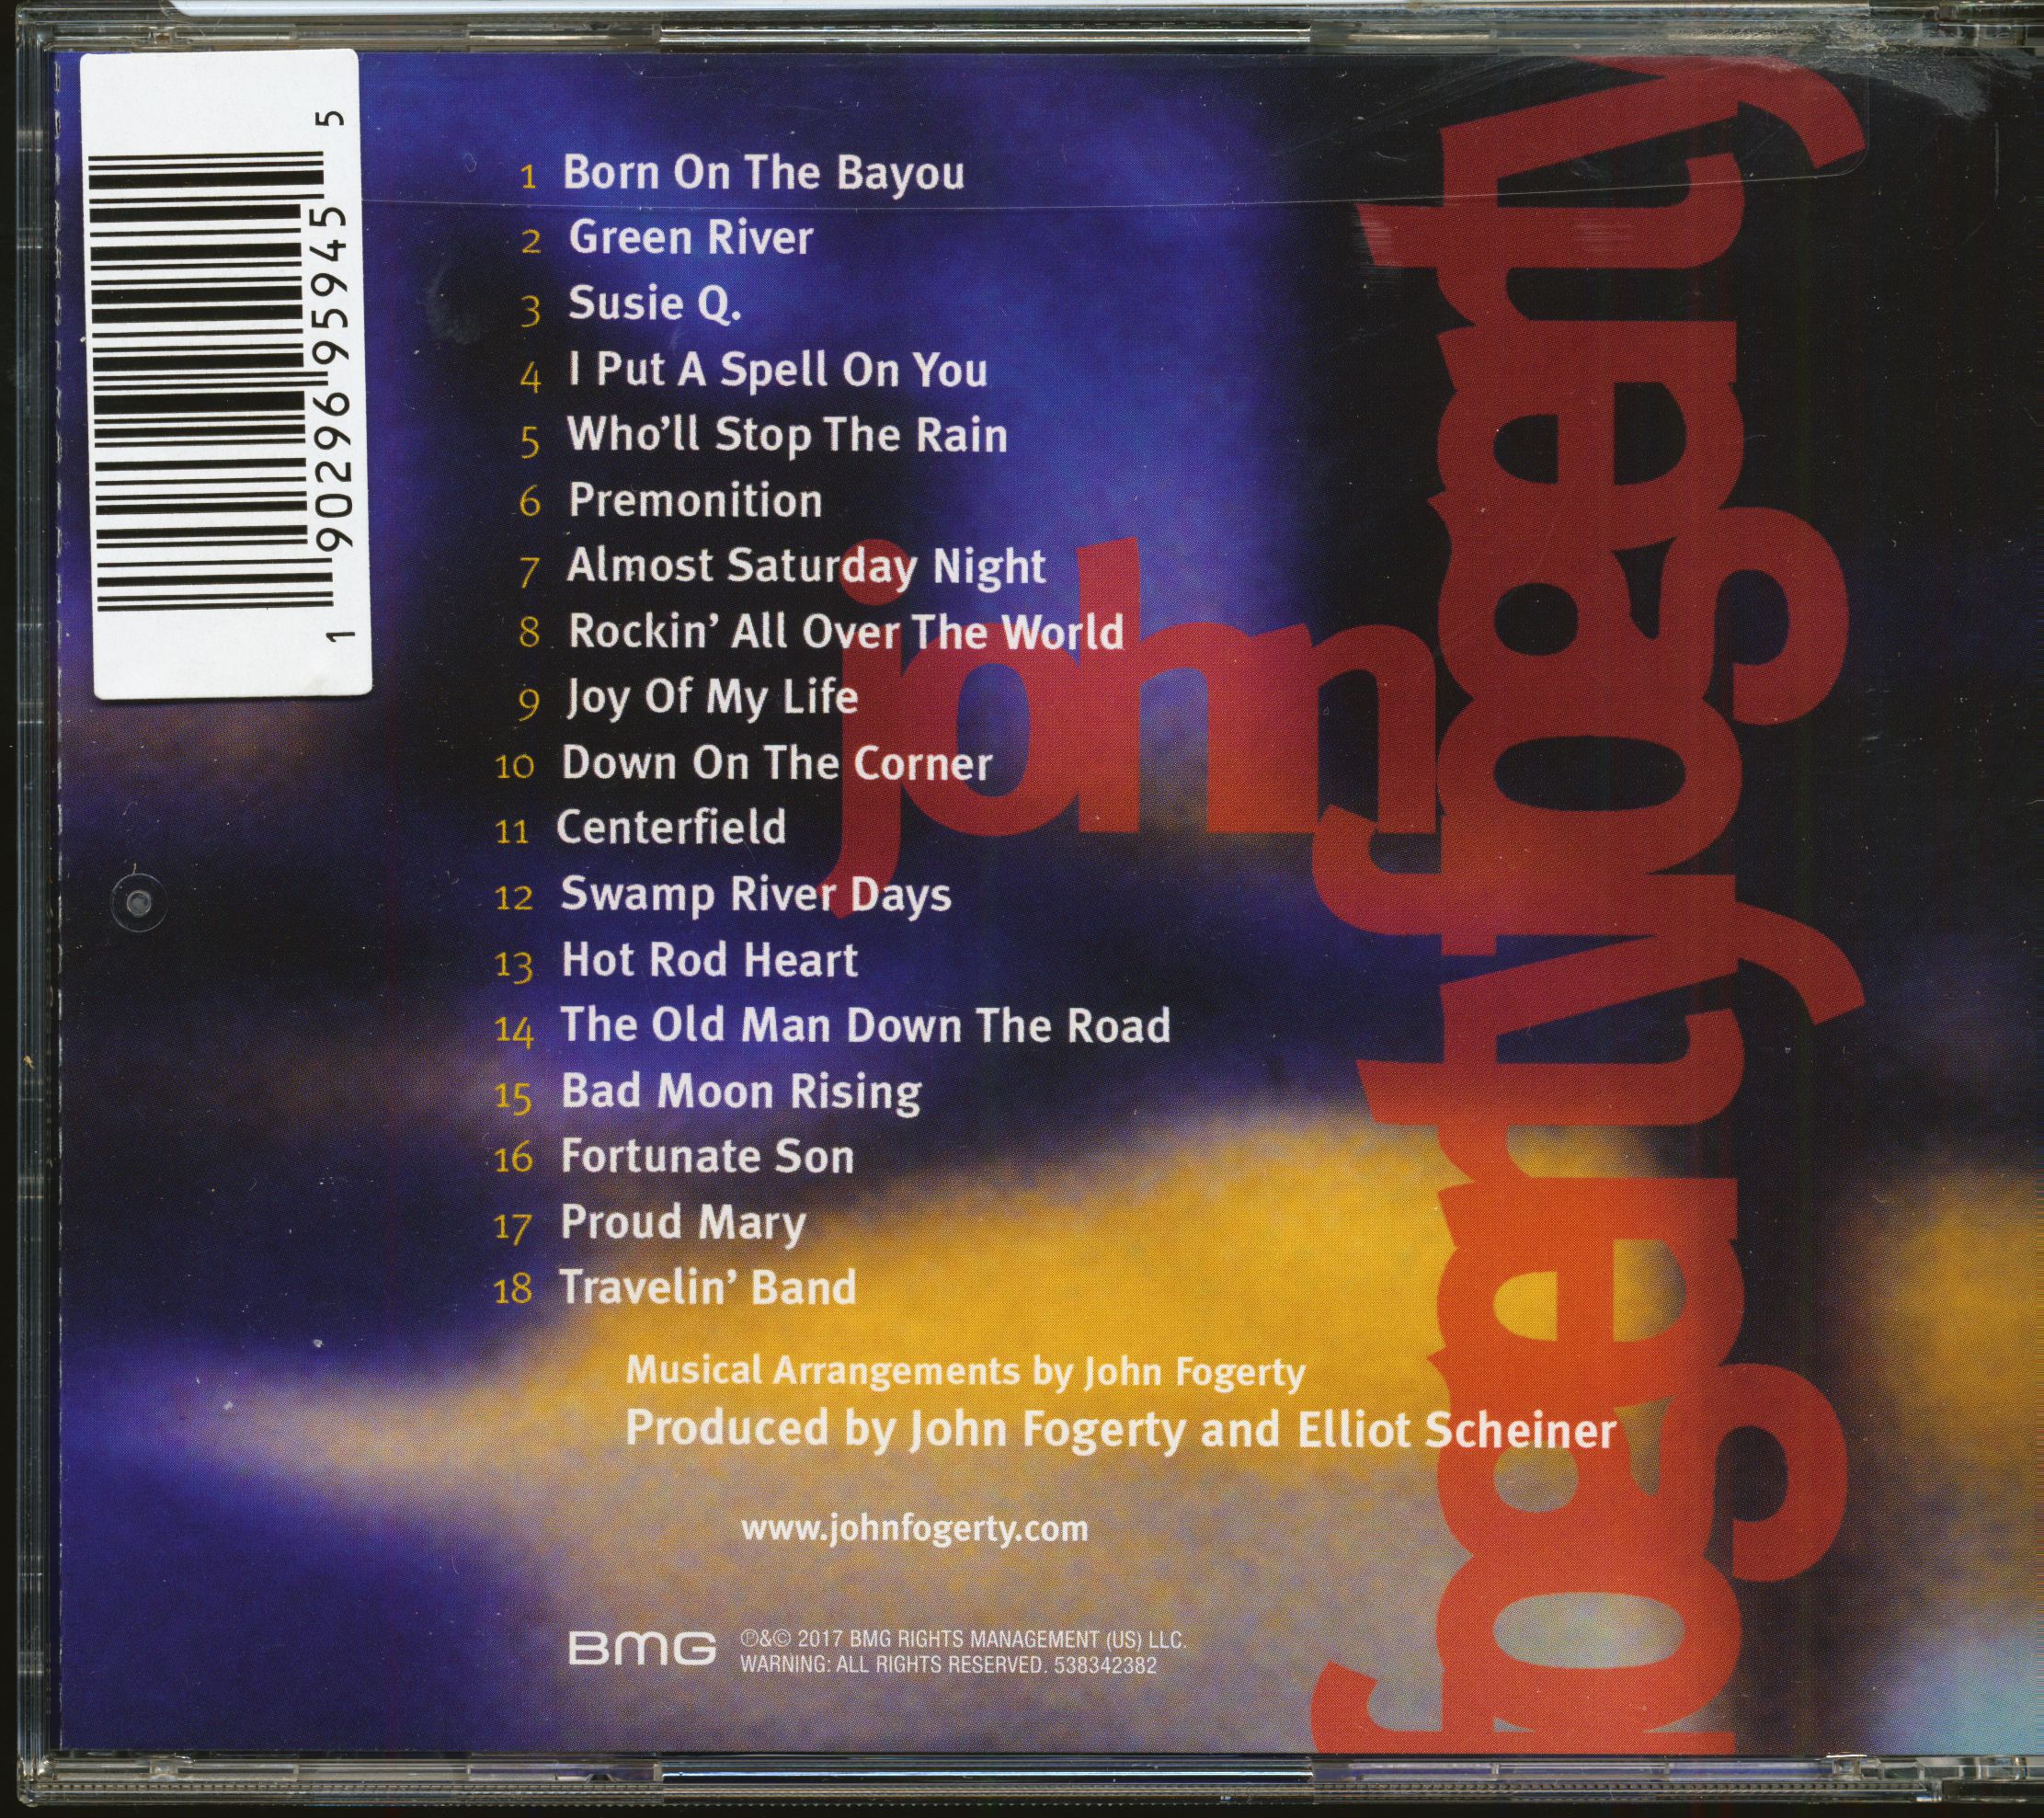 1 90296 95945 5
1 Born On The Bayou
2 Green River
3 Susie Q.
4 I Put A Spell On You
5 Who'll Stop The Rain
6 Premonition
7 Almost Saturday Night
8 Rockin' All Over The World
9 Joy Of My Life
10 Down On The Corner
11 Centerfield
12 Swamp River Days
13 Hot Rod Heart
14 The Old Man Down The Road
15 Bad Moon Rising
16 Fortunate Son
17 Proud Mary
18 Travelin' Band
john
fogerty
fogerty
Musical Arrangements by John Fogerty
Produced by John Fogerty and Elliot Scheiner
www.johnfogerty.com
BMG
℗&© 2017 BMG RIGHTS MANAGEMENT (US) LLC.
WARNING: ALL RIGHTS RESERVED. 538342382